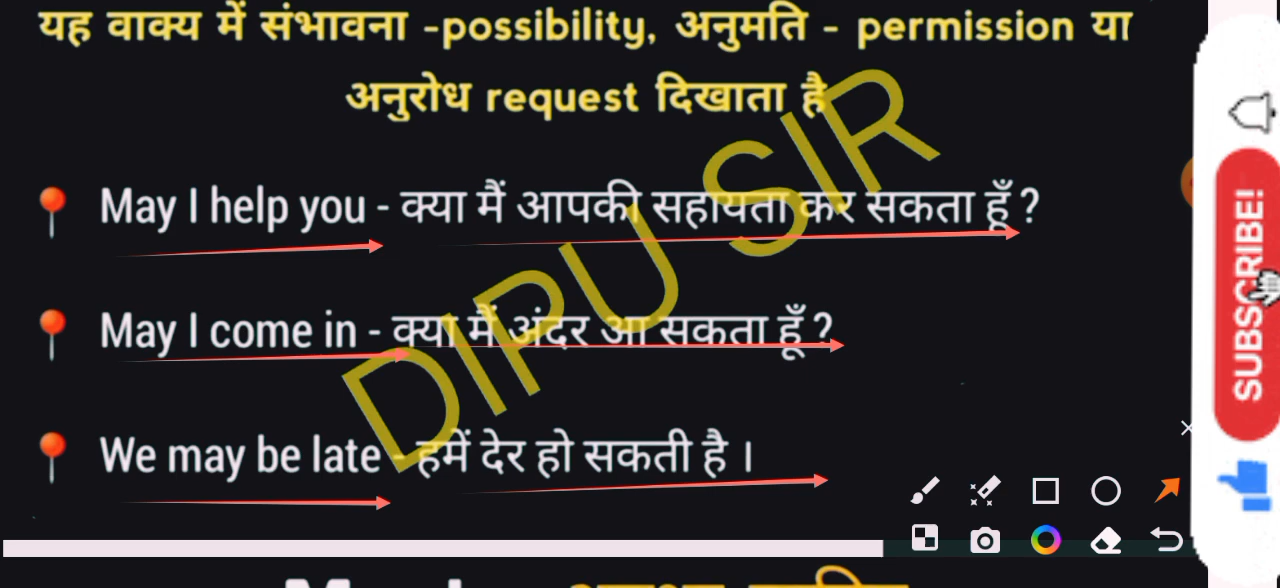 यह वाक्य में संभावना -possibility, अनुमति - permission या
अनुरोध request दिखाता है
May I help you - क्या मैं आपकी सहायता कर सकता हूँ ?
May I come in - क्या मैं अंदर आ सकता हूँ ?
We may be late - हमें देर हो सकती है ।
DIPU SIR
SUBSCRIBE!